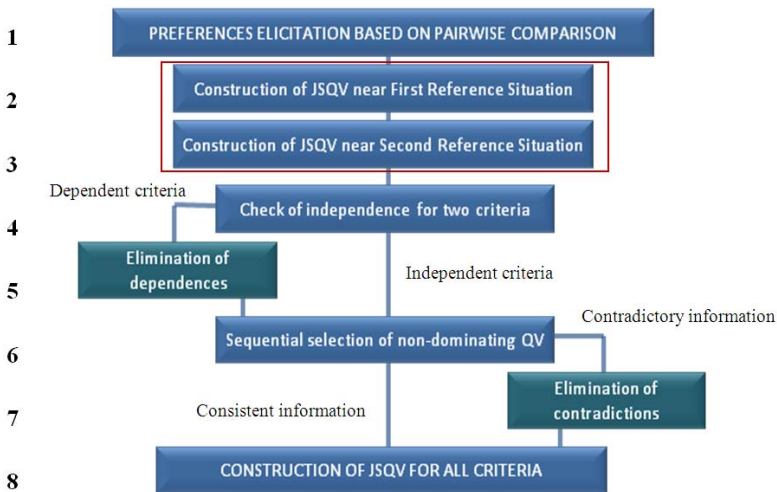 1
PREFERENCES ELICITATION BASED ON PAIRWISE COMPARISON
2
Construction of JSQV near First Reference Situation
3
Construction of JSQV near Second Reference Situation
Dependent criteria
4
Check of independence for two criteria
Elimination of
dependences
5
Independent criteria
Contradictory information
6
Sequential selection of non-dominating QV
Elimination of
contradictions
7
Consistent information
8
CONSTRUCTION OF JSQV FOR ALL CRITERIA